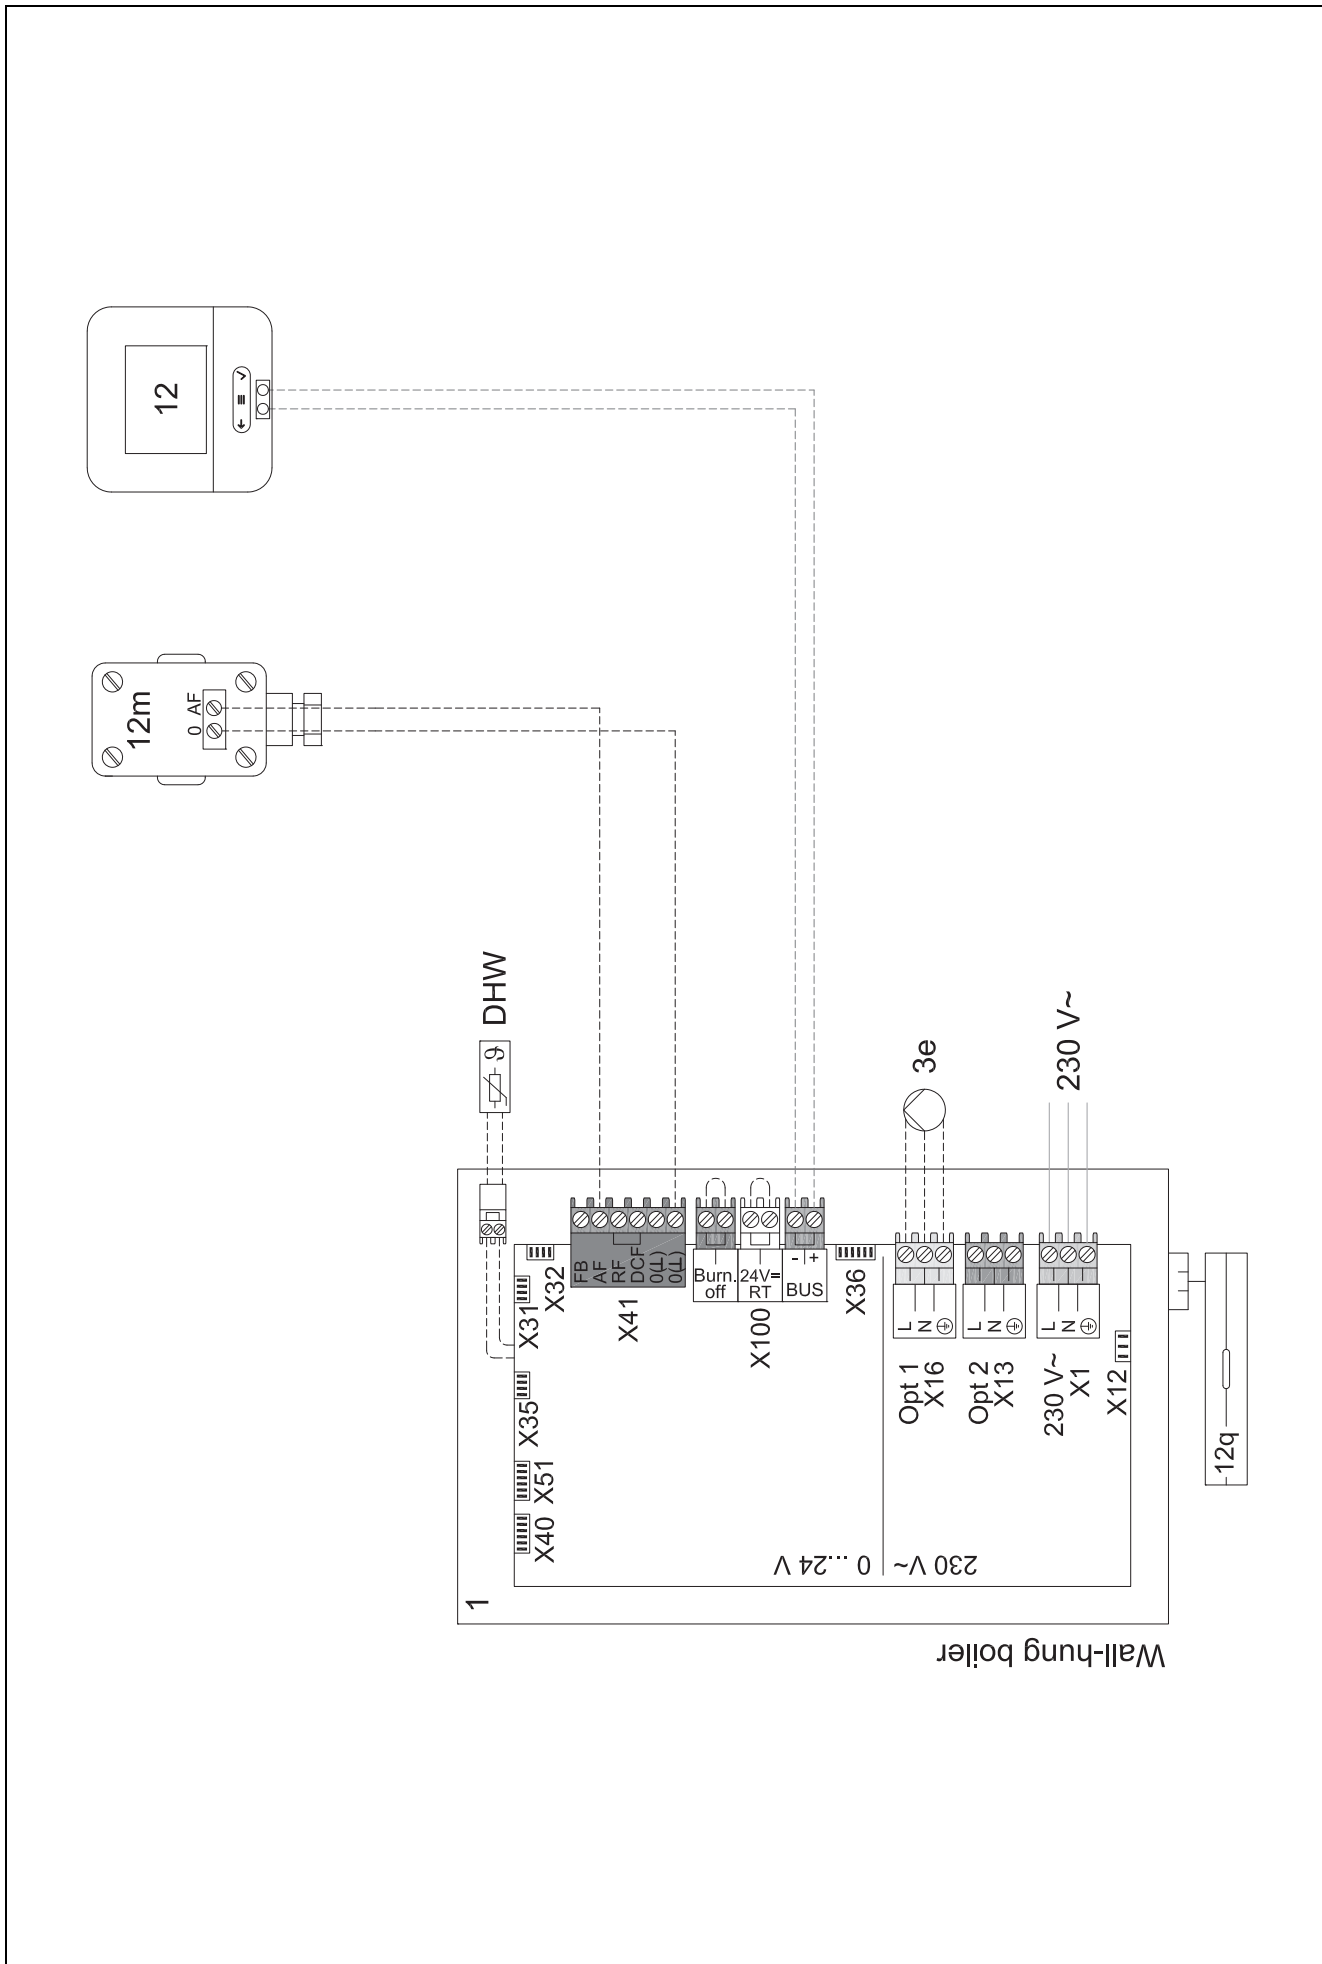 12
12m
0 AF
DHW
3e
230 V~
1
X32
X31
X35
X51
X40
FB
AF
RF
DCF
0(⊥)
0(⊥)
X41
Burn.
off
24V=
RT
X100
- +
BUS
X36
L
N
Opt 1
X16
L
N
Opt 2
X13
L
N
230 V~
X1
X12
12q
0 ...24 V | 230 V~
Wall-hung boiler